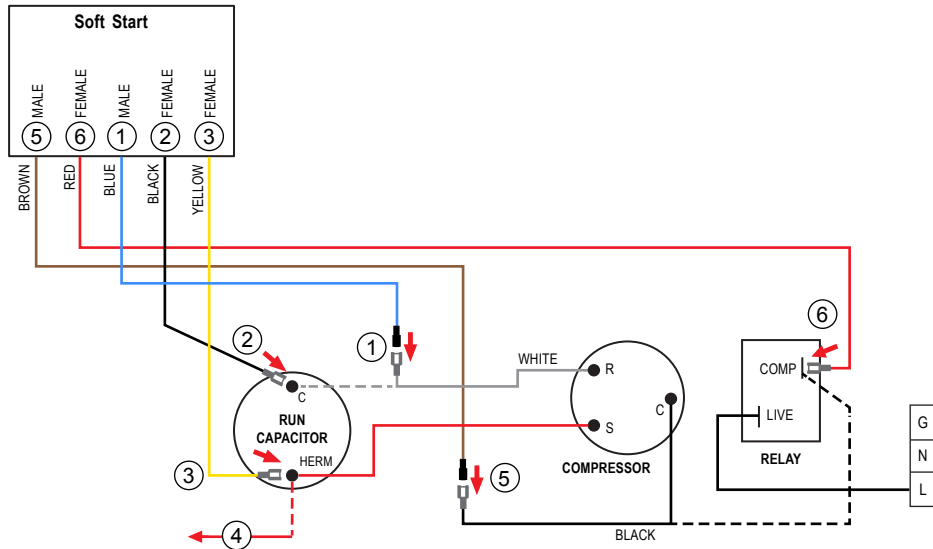 Soft Start
MALE
FEMALE
MALE
FEMALE
FEMALE
5
6
1
2
3
BROWN
RED
BLUE
BLACK
YELLOW
6
2
1
WHITE
R
COMP
C
C
LIVE
G
RUN
CAPACITOR
S
N
HERM
COMPRESSOR
RELAY
3
5
L
4
BLACK